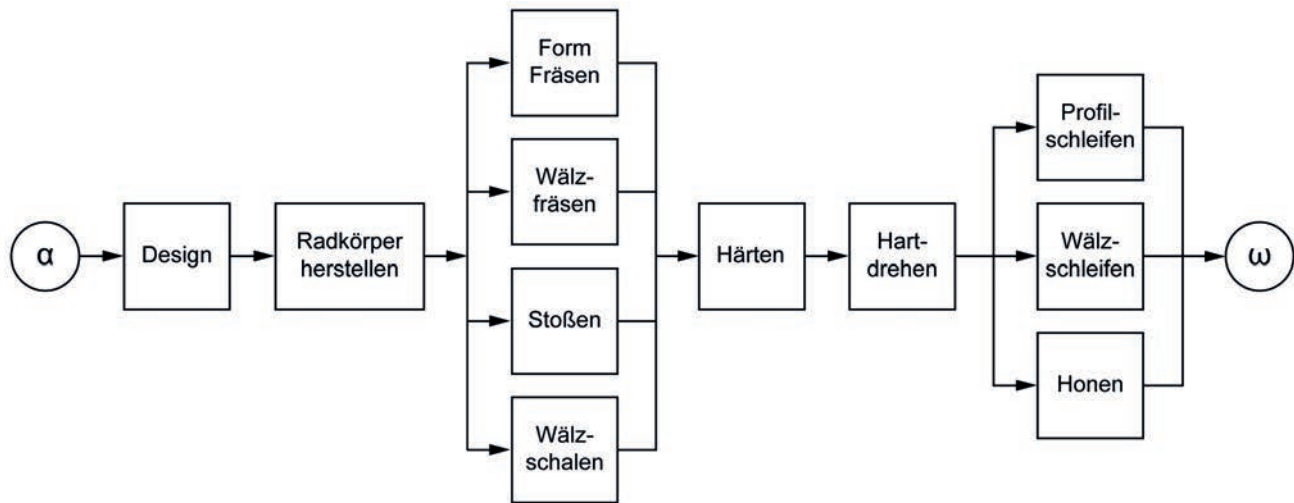 α
Design
Radkörper
herstellen
Form
Fräsen
Wälz-
fräsen
Stoßen
Wälz-
schalen
Härten
Hart-
drehen
Profil-
schleifen
Wälz-
schleifen
Honen
ω